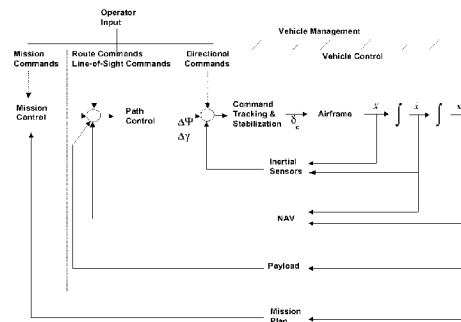 Operator
Input
Vehicle Management
Mission
Commands
Route Commands
Line-of-Sight Commands
Directional
Commands
Vehicle Control
Mission
Control
Path
Control
ΔΨ
Δγ
Command
Tracking &
Stabilization
δc
Airframe
ẋ
∫
∫
Inertial
Sensors
NAV
Payload
Mission
Plan